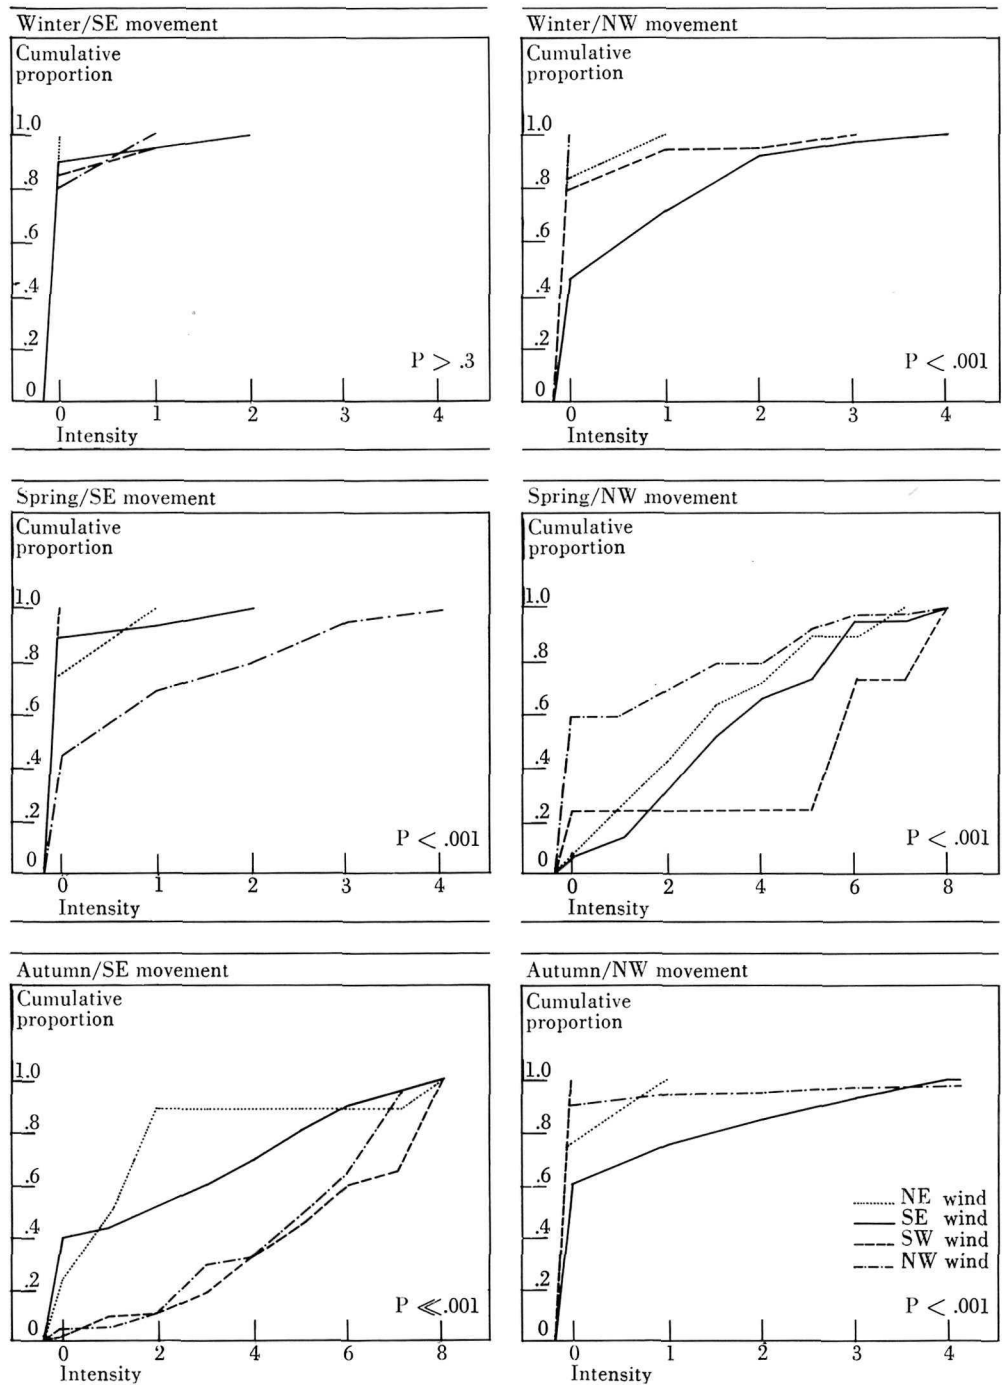 Winter/SE movement
Cumulative
proportion
1.0
.8
.6
.4
.2
0
P > .3
0 1 2 3 4
Intensity
Winter/NW movement
Cumulative
proportion
1.0
.8
.6
.4
.2
0
P < .001
0 1 2 3 4
Intensity
Spring/SE movement
Cumulative
proportion
1.0
.8
.6
.4
.2
0
P < .001
0 1 2 3 4
Intensity
Spring/NW movement
Cumulative
proportion
1.0
.8
.6
.4
.2
0
P < .001
0 2 4 6 8
Intensity
Autumn/SE movement
Cumulative
proportion
1.0
.8
.6
.4
.2
0
P ≪.001
0 2 4 6 8
Intensity
Autumn/NW movement
Cumulative
proportion
1.0
.8
.6
.4
.2
0
NE wind
SE wind
SW wind
NW wind
P < .001
0 1 2 3 4
Intensity